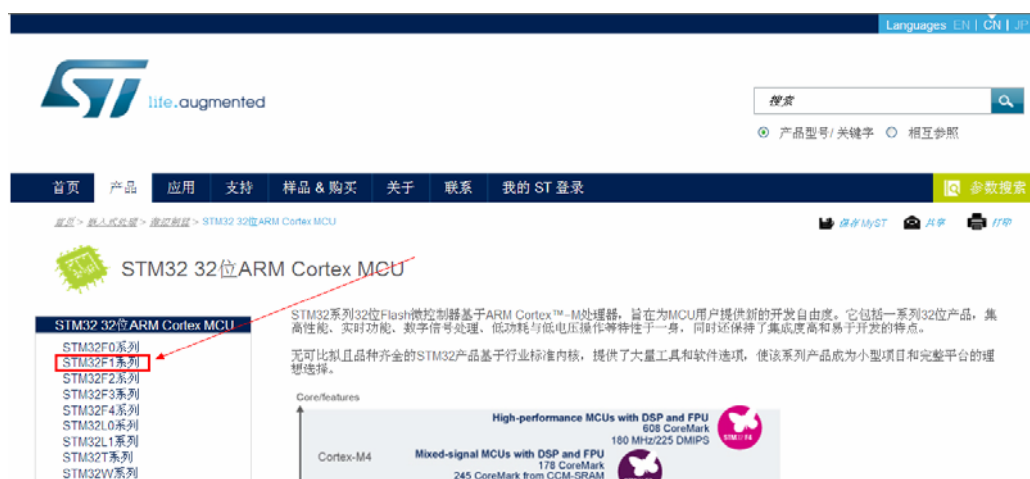 Languages EN | CN | JP
ST life.augmented
搜索
产品型号/关键字 相互参照
首页 产品 应用 支持 样品 & 购买 关于 联系 我的 ST 登录 参数搜索
首页 > 嵌入式处理 > 微控制器 > STM32 32位ARM Cortex MCU 保存MyST 共享 打印
STM32 32位ARM Cortex MCU
STM32 32位ARM Cortex MCU
STM32F0系列
STM32F1系列
STM32F2系列
STM32F3系列
STM32F4系列
STM32L0系列
STM32L1系列
STM32T系列
STM32W系列
STM32系列32位Flash微控制器基于ARM Cortex™-M处理器，旨在为MCU用户提供新的开发自由度。它包括一系列32位产品，集
高性能、实时功能、数字信号处理、低功耗与低电压操作等特性于一身，同时还保持了集成度高和易于开发的特点。
无可比拟且品种齐全的STM32产品基于行业标准内核，提供了大量工具和软件选项，使该系列产品成为小型项目和完整平台的理
想选择。
Core/features
High-performance MCUs with DSP and FPU
608 CoreMark
180 MHz/225 DMIPS
STM32 F4
Cortex-M4
Mixed-signal MCUs with DSP and FPU
178 CoreMark
245 CoreMark from CCM-SRAM